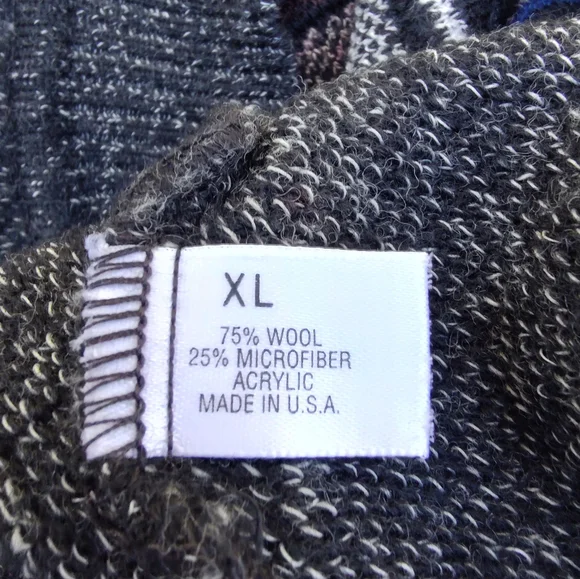 XL
75% WOOL
25% MICROFIBER
ACRYLIC
MADE IN U.S.A.